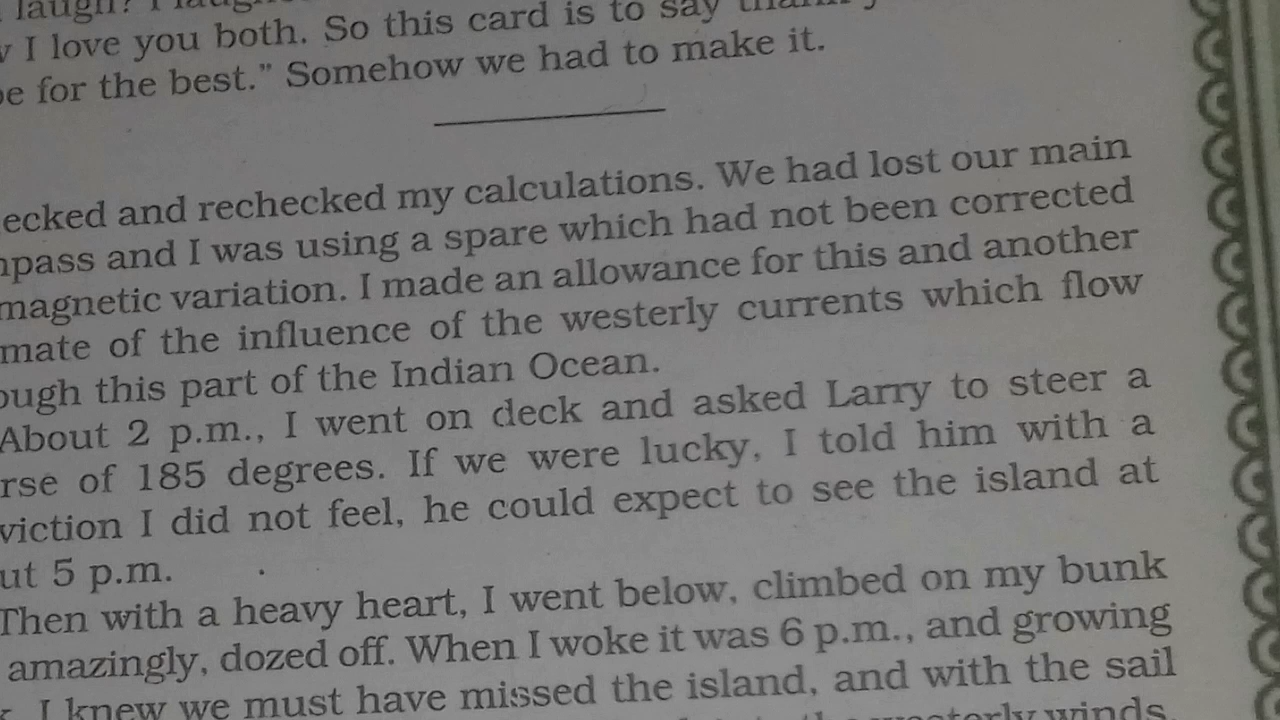 laugh? I
I love you both. So this card is to say
for the best.” Somehow we had to make it.
ecked and rechecked my calculations. We had lost our main
pass and I was using a spare which had not been corrected
magnetic variation. I made an allowance for this and another
mate of the influence of the westerly currents which flow
ough this part of the Indian Ocean.
About 2 p.m., I went on deck and asked Larry to steer a
rse of 185 degrees. If we were lucky, I told him with a
viction I did not feel, he could expect to see the island at
ut 5 p.m.
Then with a heavy heart, I went below, climbed on my bunk
amazingly, dozed off. When I woke it was 6 p.m., and growing
I knew we must have missed the island, and with the sail
winds